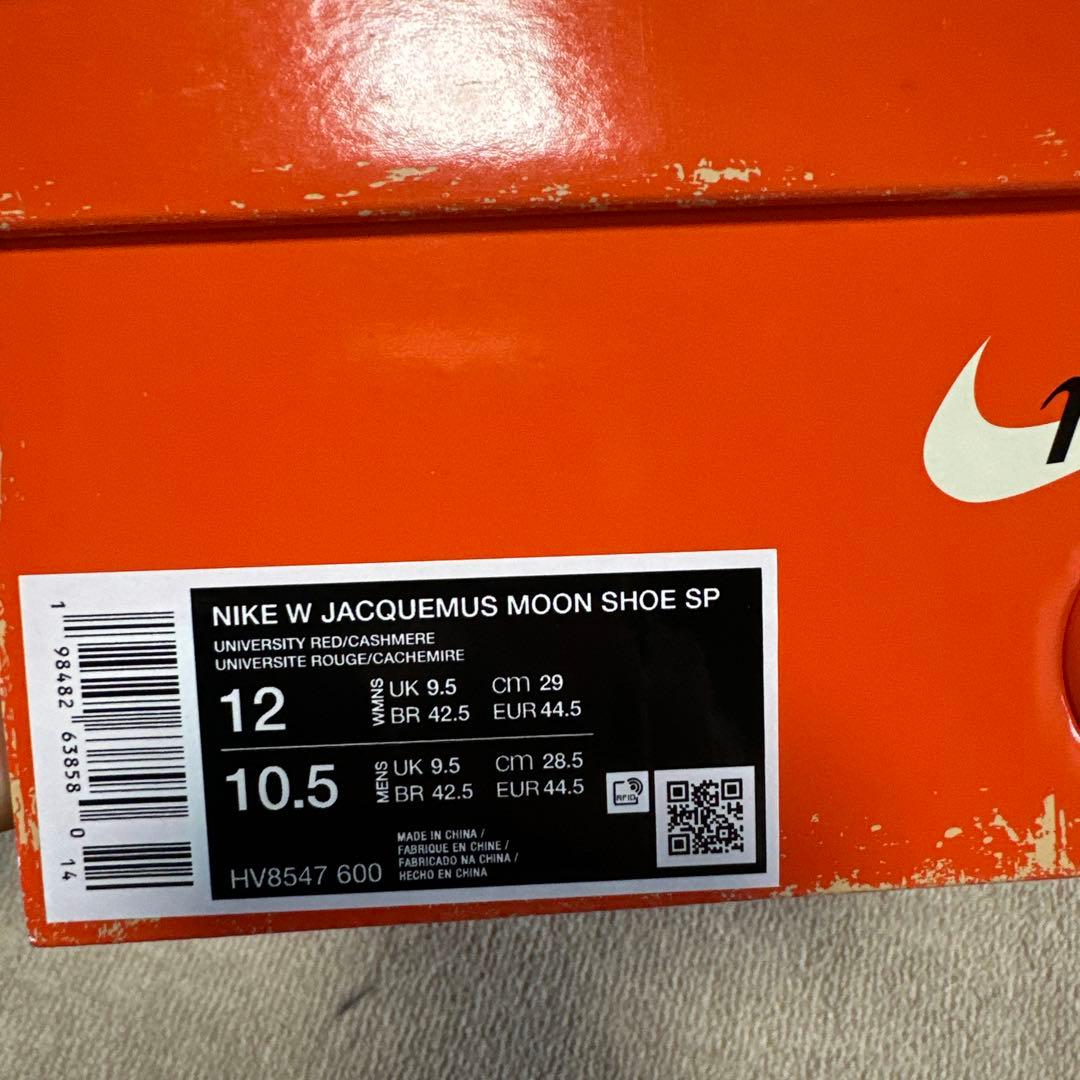 NIKE W JACQUEMUS MOON SHOE SP
UNIVERSITY RED/CASHMERE
UNIVERSITE ROUGE/CACHEMIRE
12
WMNS
UK 9.5 cm 29
BR 42.5 EUR 44.5
10.5
MENS
UK 9.5 cm 28.5
BR 42.5 EUR 44.5
RFID
MADE IN CHINA /
FABRIQUE EN CHINE /
FABRICADO NA CHINA /
HECHO EN CHINA
HV8547 600
1 98482 63858 0 14